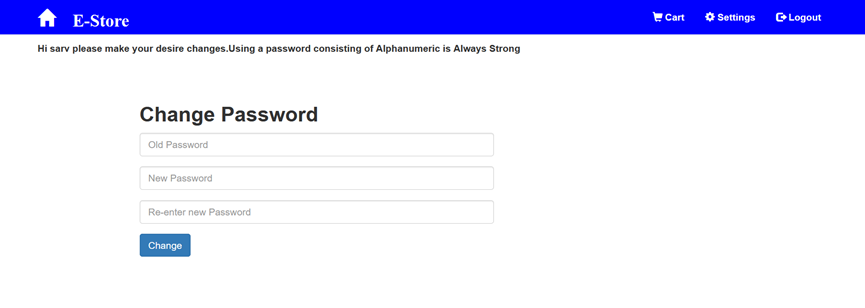 E-Store Cart Settings Logout
Hi sarv please make your desire changes.Using a password consisting of Alphanumeric is Always Strong
Change Password
Old Password
New Password
Re-enter new Password
Change